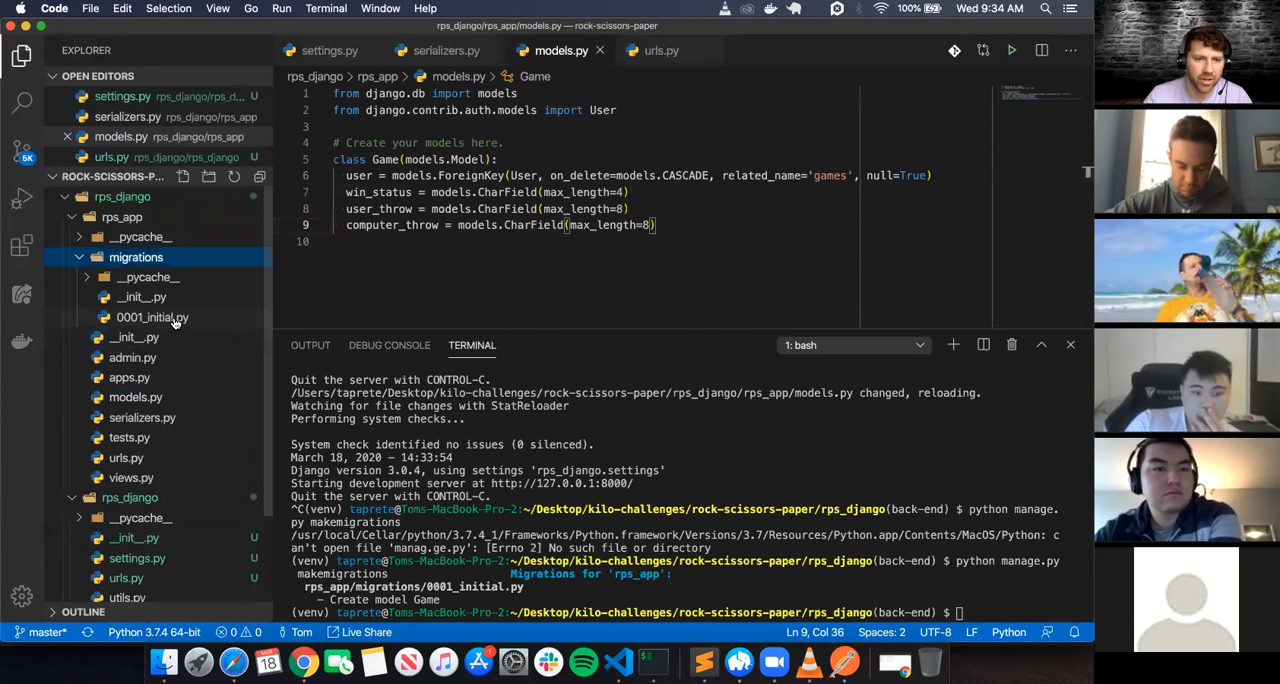 Code File Edit Selection View Go Run Terminal Window Help 100% Wed 9:34 AM
rps_django/rps_app/models.py — rock-scissors-paper
EXPLORER
settings.py serializers.py models.py urls.py
OPEN EDITORS
rps_django > rps_app > models.py > Game
settings.py rps_django/rps_d... U
serializers.py rps_django/rps_app
models.py rps_django/rps_app
urls.py rps_django/rps_django U
5K
ROCK-SCISSORS-P...
rps_django
rps_app
__pycache__
migrations
__pycache__
__init__.py
0001_initial.py
__init__.py
admin.py
apps.py
models.py
serializers.py
tests.py
urls.py
views.py
rps_django
__pycache__
__init__.py U
settings.py U
urls.py U
utils.py U
OUTLINE
1 from django.db import models
2 from django.contrib.auth.models import User
3
4 # Create your models here.
5 class Game(models.Model):
6 user = models.ForeignKey(User, on_delete=models.CASCADE, related_name='games', null=True)
7 win_status = models.CharField(max_length=4)
8 user_throw = models.CharField(max_length=8)
9 computer_throw = models.CharField(max_length=8)
10
OUTPUT DEBUG CONSOLE TERMINAL 1: bash
Quit the server with CONTROL-C.
/Users/taprete/Desktop/kilo-challenges/rock-scissors-paper/rps_django/rps_app/models.py changed, reloading.
Watching for file changes with StatReloader
Performing system checks...
System check identified no issues (0 silenced).
March 18, 2020 - 14:33:54
Django version 3.0.4, using settings 'rps_django.settings'
Starting development server at http://127.0.0.1:8000/
Quit the server with CONTROL-C.
^C(venv) taprete@Toms-MacBook-Pro-2:~/Desktop/kilo-challenges/rock-scissors-paper/rps_django(back-end) $ python manage.
py makemigrations
/usr/local/Cellar/python/3.7.4_1/Frameworks/Python.framework/Versions/3.7/Resources/Python.app/Contents/MacOS/Python: c
an't open file 'manag.ge.py': [Errno 2] No such file or directory
(venv) taprete@Toms-MacBook-Pro-2:~/Desktop/kilo-challenges/rock-scissors-paper/rps_django(back-end) $ python manage.py
makemigrations Migrations for 'rps_app':
rps_app/migrations/0001_initial.py
- Create model Game
(venv) taprete@Toms-MacBook-Pro-2:~/Desktop/kilo-challenges/rock-scissors-paper/rps_django(back-end) $
master* Python 3.7.4 64-bit 0 0 Tom Live Share Ln 9, Col 36 Spaces: 2 UTF-8 LF Python
MAR
18
1